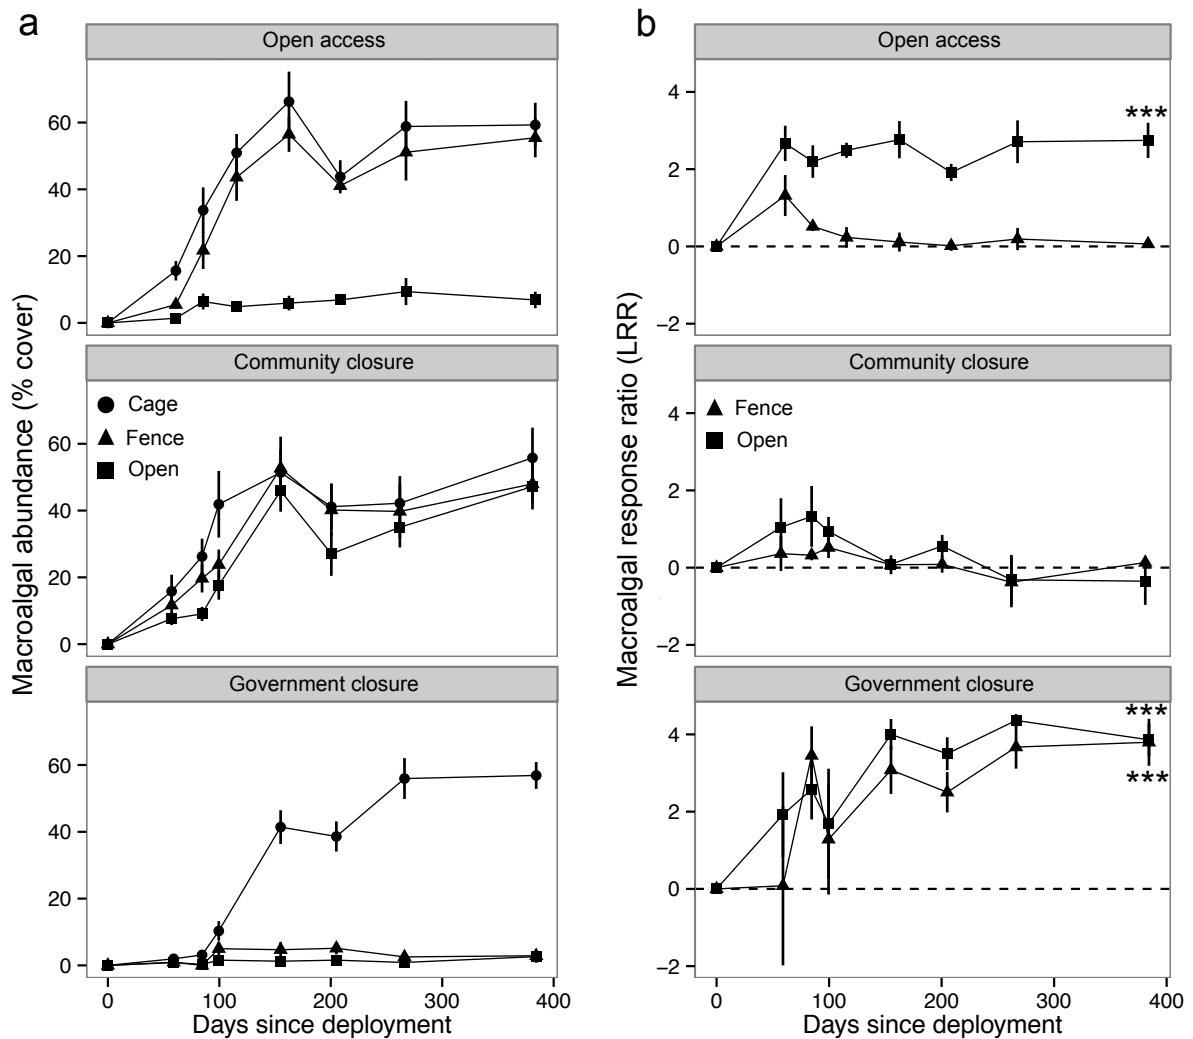 a
Open access
60
40
20
0
Community closure
Cage
Fence
Open
60
40
20
0
Government closure
60
40
20
0
0 100 200 300 400
Days since deployment
Macroalgal abundance (% cover)
b
Open access
4
2
0
−2
***
Community closure
Fence
Open
4
2
0
−2
Government closure
4
2
0
−2
***
***
0 100 200 300 400
Days since deployment
Macroalgal response ratio (LRR)